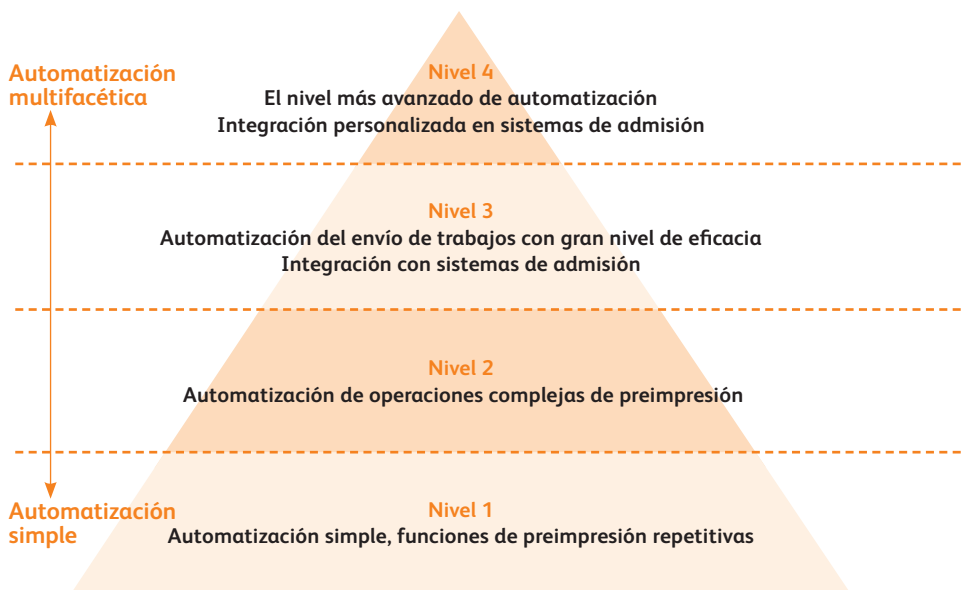 Automatización
multifacética
Nivel 4
El nivel más avanzado de automatización
Integración personalizada en sistemas de admisión
Nivel 3
Automatización del envío de trabajos con gran nivel de eficacia
Integración con sistemas de admisión
Nivel 2
Automatización de operaciones complejas de preimpresión
Automatización
simple
Nivel 1
Automatización simple, funciones de preimpresión repetitivas